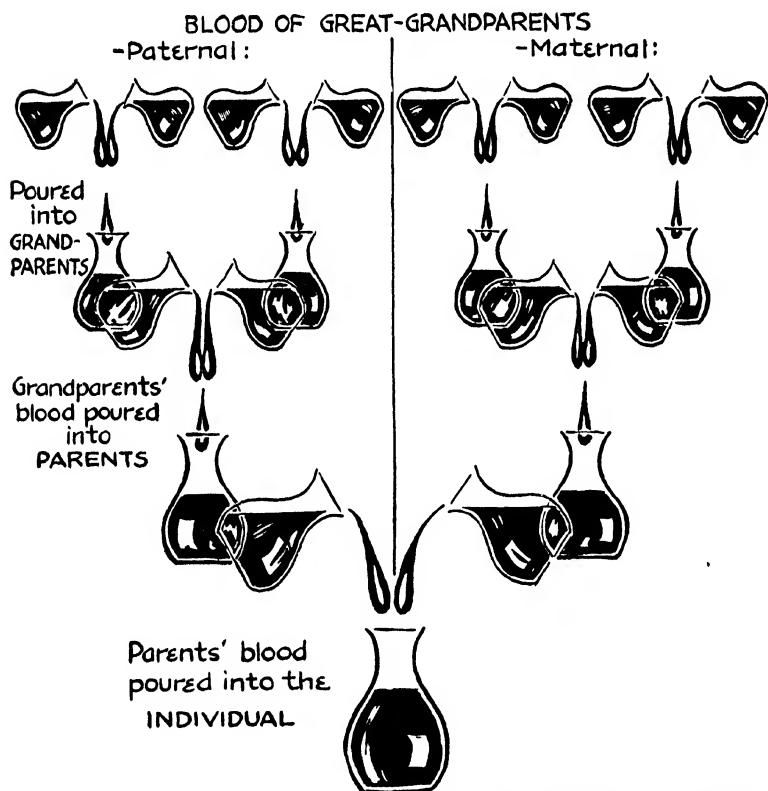 BLOOD OF GREAT-GRANDPARENTS
-Paternal:
-Maternal:
Poured
into
GRAND-
PARENTS
Grandparents'
blood poured
into
PARENTS
Parents' blood
poured into the
INDIVIDUAL